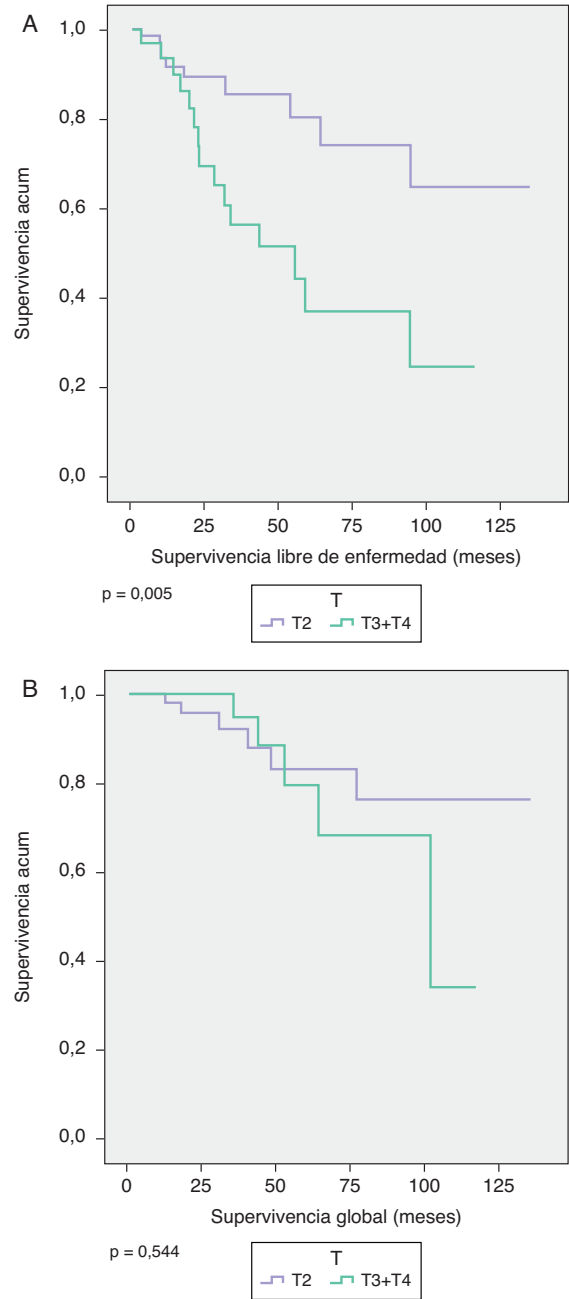 A
1,0
0,8
0,6
0,4
0,2
0,0
Supervivencia acum
0 25 50 75 100 125
Supervivencia libre de enfermedad (meses)
p = 0,005
T
T2 T3+T4
B
1,0
0,8
0,6
0,4
0,2
0,0
Supervivencia acum
0 25 50 75 100 125
Supervivencia global (meses)
p = 0,544
T
T2 T3+T4